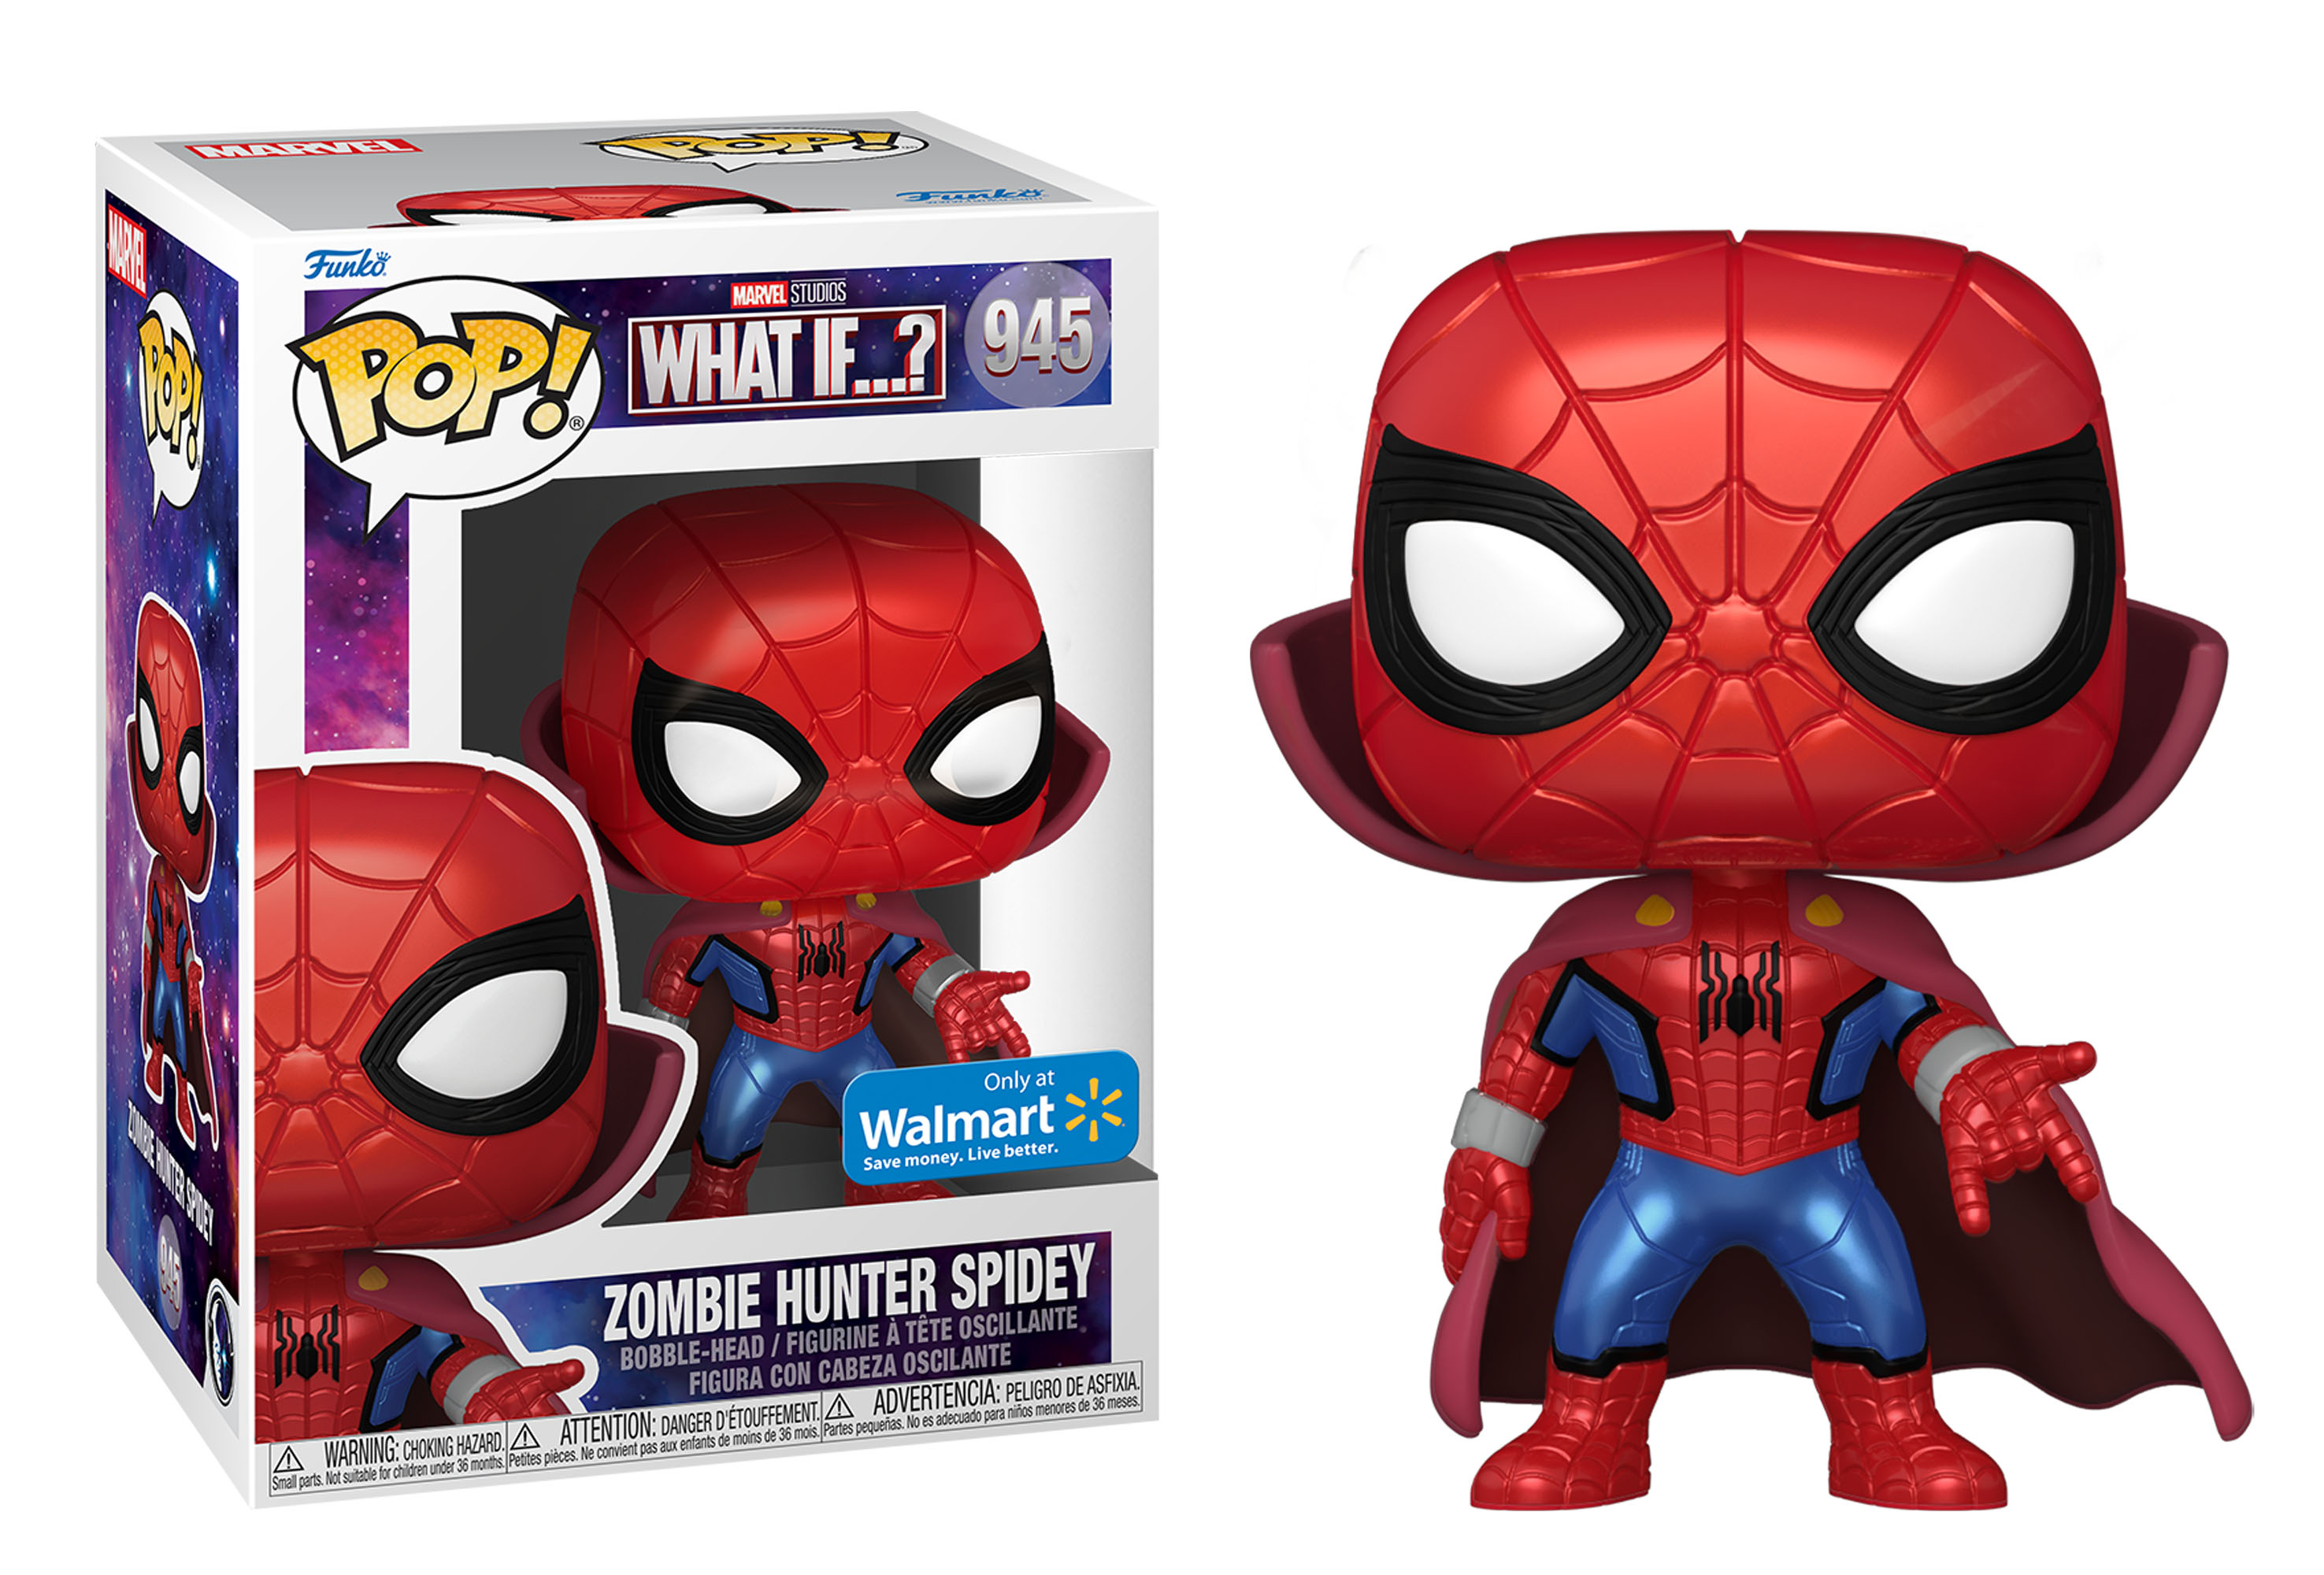 MARVEL
POP!
Funko
MARVEL
POP!
ZOMBIE HUNTER SPIDEY
945
Funko
POP!®
MARVEL STUDIOS
WHAT IF...?
945
Only at
Walmart
Save money. Live better.
ZOMBIE HUNTER SPIDEY
BOBBLE-HEAD / FIGURINE À TÊTE OSCILLANTE
FIGURA CON CABEZA OSCILANTE
WARNING: CHOKING HAZARD.
Small parts. Not suitable for children under 36 months.
ATTENTION: DANGER D'ÉTOUFFEMENT.
Petites pièces. Ne convient pas aux enfants de moins de 36 mois.
ADVERTENCIA: PELIGRO DE ASFIXIA.
Partes pequeñas. No es adecuado para niños menores de 36 meses.